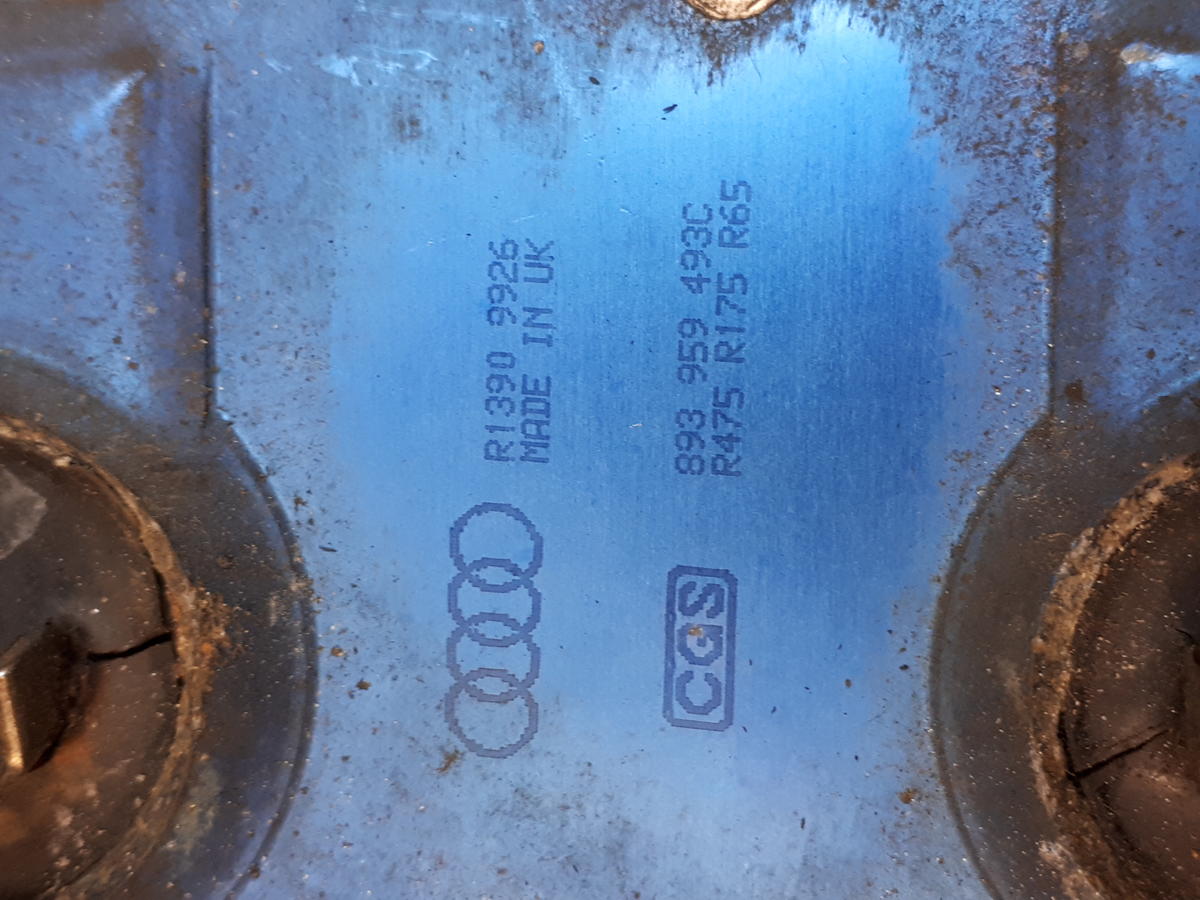 R1390 9926
MADE IN UK
893 959 493C
R475 R175 R65
CGS